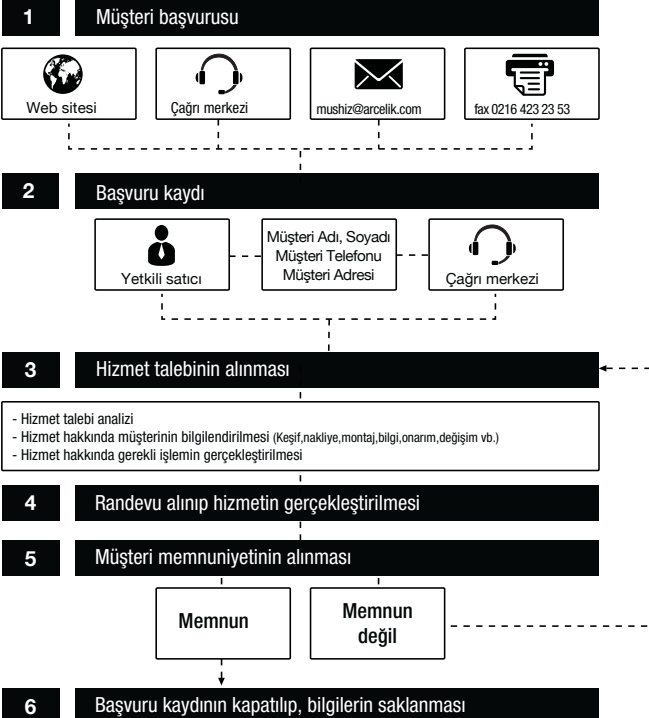 1 Müşteri başvurusu
Web sitesi
Çağrı merkezi
mushiz@arcelik.com
fax 0216 423 23 53
2 Başvuru kaydı
Yetkili satıcı
Müşteri Adı, Soyadı
Müşteri Telefonu
Müşteri Adresi
Çağrı merkezi
3 Hizmet talebinin alınması
- Hizmet talebi analizi
- Hizmet hakkında müşterinin bilgilendirilmesi (Keşif,nakliye,montaj,bilgi,onarım,değişim vb.)
- Hizmet hakkında gerekli işlemin gerçekleştirilmesi
4 Randevu alınıp hizmetin gerçekleştirilmesi
5 Müşteri memnuniyetinin alınması
Memnun
Memnun
değil
6 Başvuru kaydının kapatılıp, bilgilerin saklanması